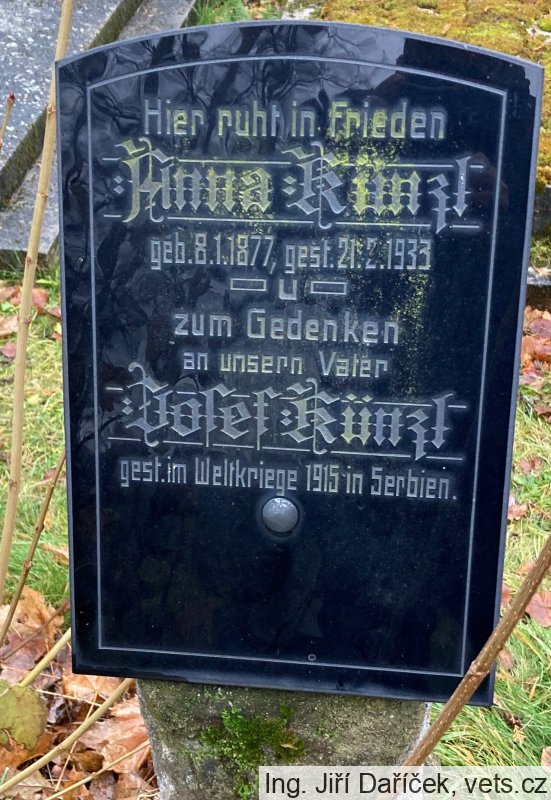 Hier ruht in Frieden
Anna Künzl
geb. 8.1.1877, gest. 21.2.1933
— u —
zum Gedenken
an unsern Vater
Josef Künzl
gest. im Weltkriege 1915 in Serbien.
Ing. Jiří Daříček, vets.cz